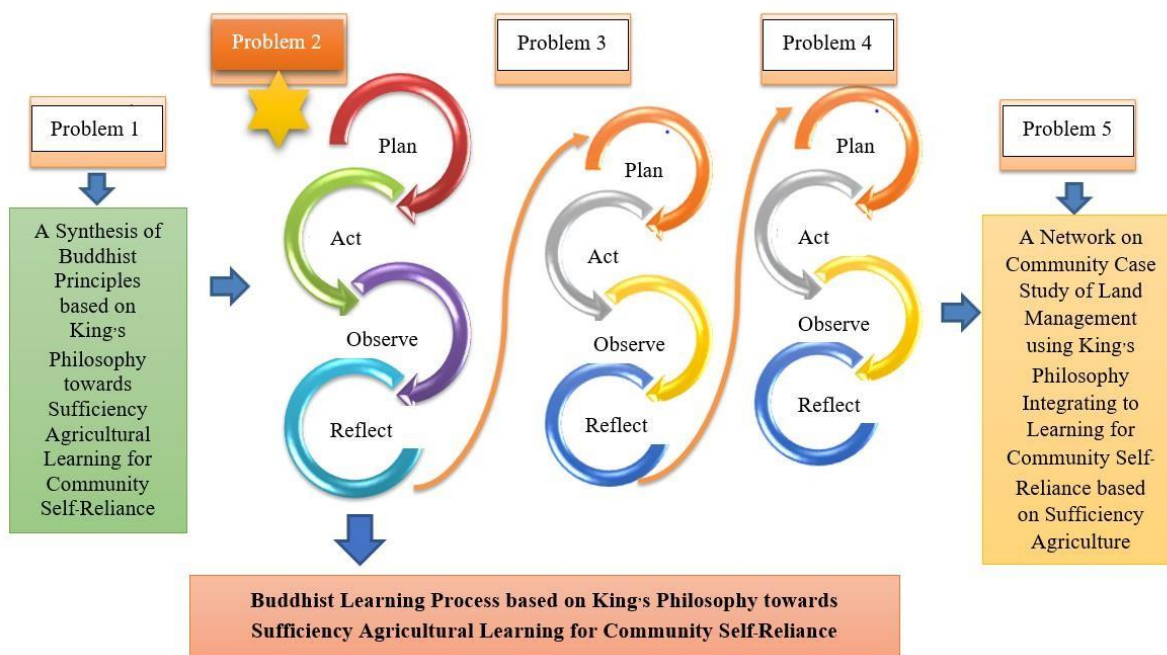 Problem 1
A Synthesis of
Buddhist
Principles
based on
King's
Philosophy
towards
Sufficiency
Agricultural
Learning for
Community
Self-Reliance
Problem 2
Plan
Act
Observe
Reflect
Problem 3
Plan
Act
Observe
Reflect
Problem 4
Plan
Act
Observe
Reflect
Problem 5
A Network on
Community Case
Study of Land
Management
using King's
Philosophy
Integrating to
Learning for
Community Self-
Reliance based
on Sufficiency
Agriculture
Buddhist Learning Process based on King's Philosophy towards
Sufficiency Agricultural Learning for Community Self-Reliance